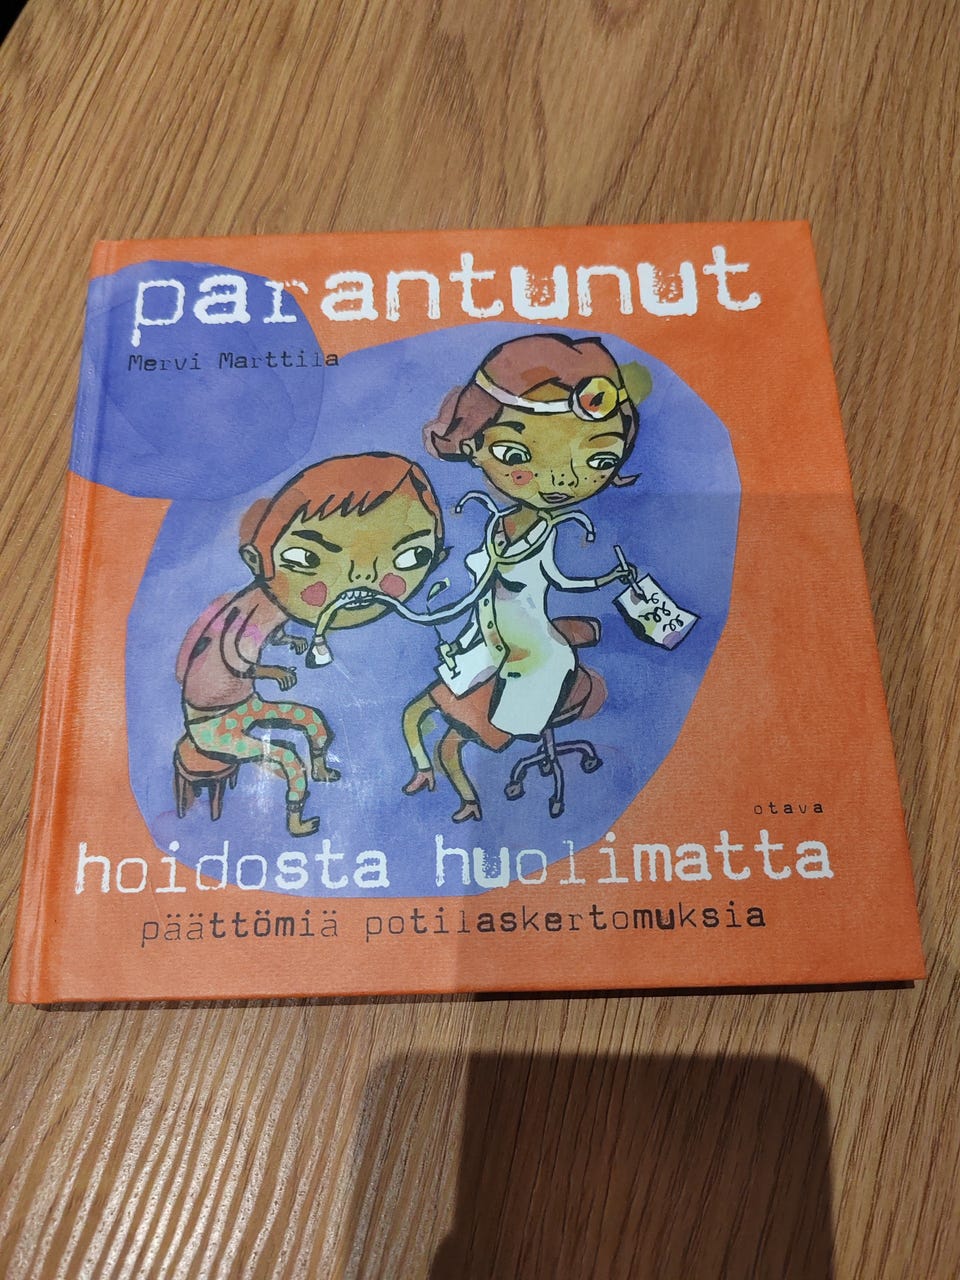 parantunut
Mervi Marttila
otava
hoidosta huolimatta
päättömiä potilaskertomuksia